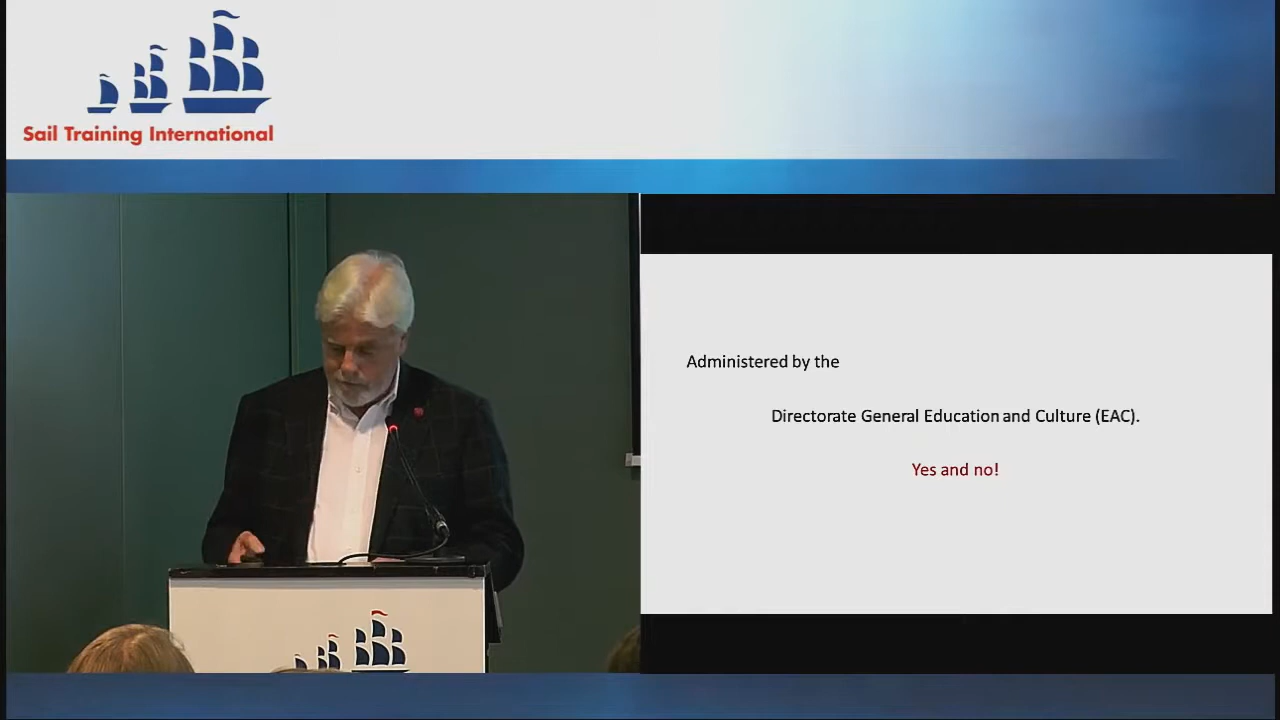 Sail Training International
Administered by the
Directorate General Education and Culture (EAC).
Yes and no!